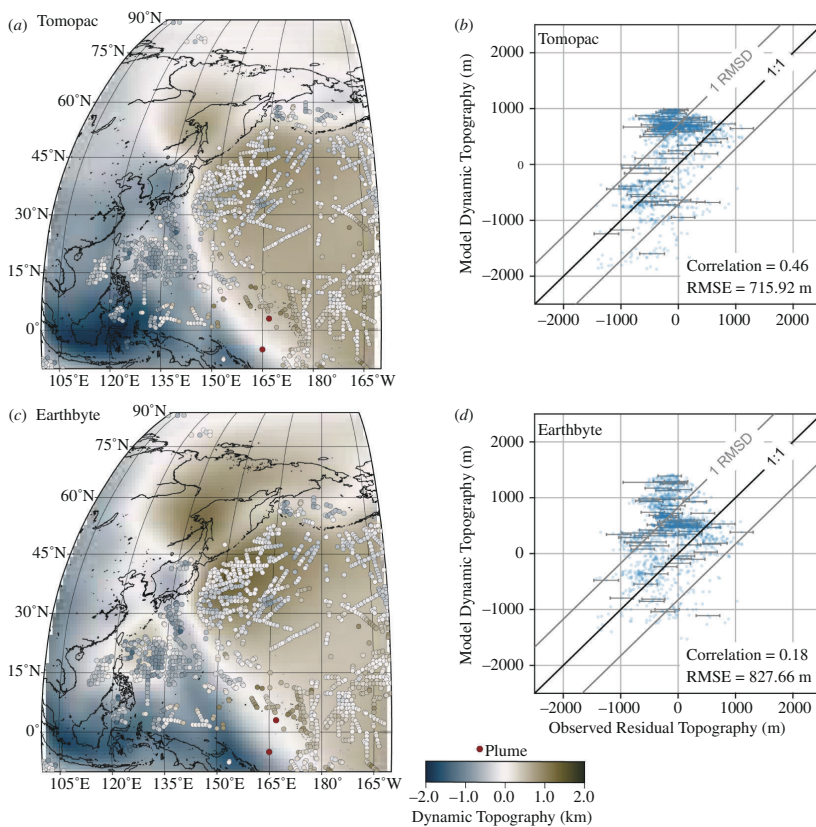 (a)
Tomopac
90°N
75°N
60°N
45°N
30°N
15°N
0°
105°E 120°E 135°E 150°E 165°E 180° 165°W
(b)
Tomopac
Model Dynamic Topography (m)
2000
1000
0
−1000
−2000
1 RMSD
1:1
Correlation = 0.46
RMSE = 715.92 m
−2000 −1000 0 1000 2000
(c)
Earthbyte
90°N
75°N
60°N
45°N
30°N
15°N
0°
105°E 120°E 135°E 150°E 165°E 180° 165°W
(d)
Earthbyte
Model Dynamic Topography (m)
2000
1000
0
−1000
−2000
1 RMSD
1:1
Correlation = 0.18
RMSE = 827.66 m
−2000 −1000 0 1000 2000
Observed Residual Topography (m)
Plume
−2.0 −1.0 0.0 1.0 2.0
Dynamic Topography (km)